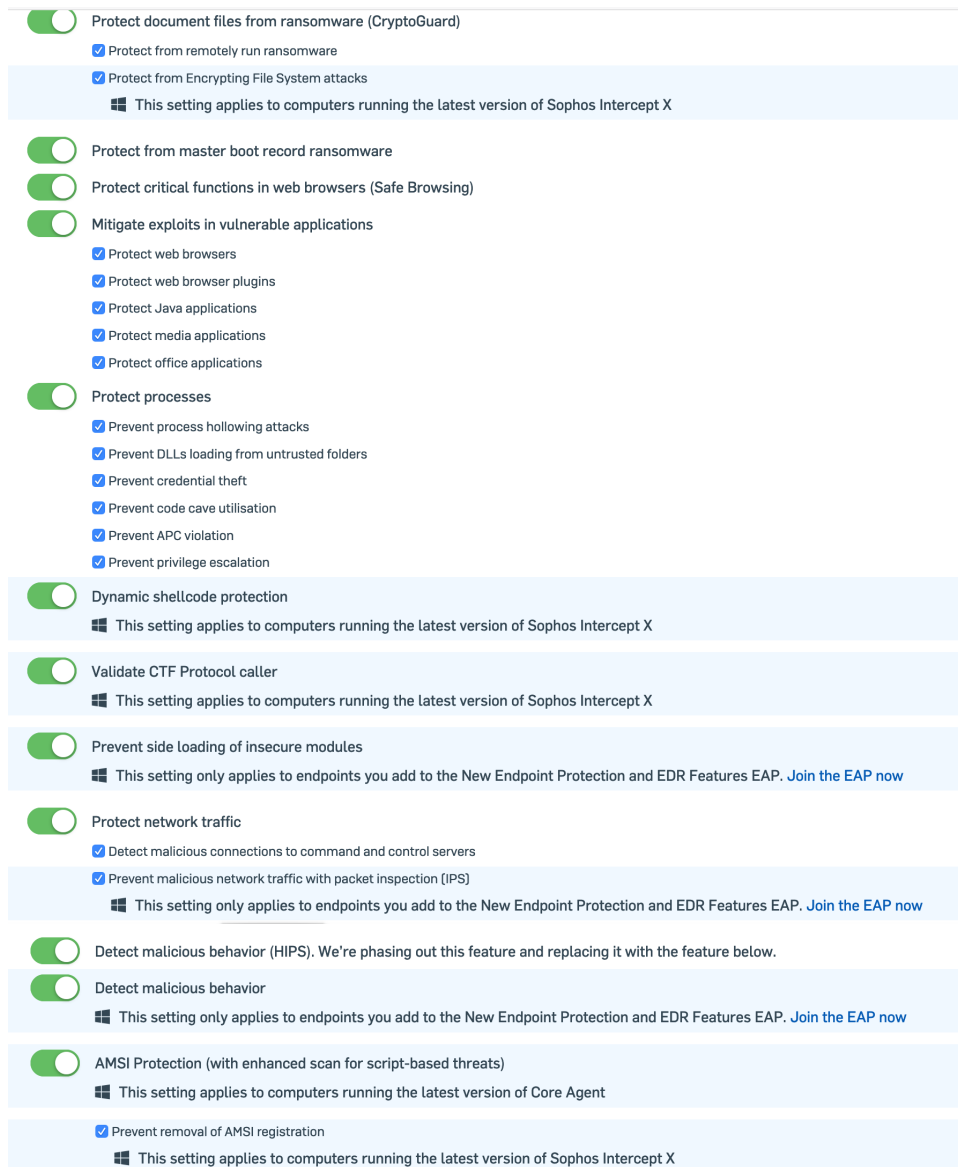 Protect document files from ransomware (CryptoGuard)
Protect from remotely run ransomware
Protect from Encrypting File System attacks
This setting applies to computers running the latest version of Sophos Intercept X
Protect from master boot record ransomware
Protect critical functions in web browsers (Safe Browsing)
Mitigate exploits in vulnerable applications
Protect web browsers
Protect web browser plugins
Protect Java applications
Protect media applications
Protect office applications
Protect processes
Prevent process hollowing attacks
Prevent DLLs loading from untrusted folders
Prevent credential theft
Prevent code cave utilisation
Prevent APC violation
Prevent privilege escalation
Dynamic shellcode protection
This setting applies to computers running the latest version of Sophos Intercept X
Validate CTF Protocol caller
This setting applies to computers running the latest version of Sophos Intercept X
Prevent side loading of insecure modules
This setting only applies to endpoints you add to the New Endpoint Protection and EDR Features EAP. Join the EAP now
Protect network traffic
Detect malicious connections to command and control servers
Prevent malicious network traffic with packet inspection (IPS)
This setting only applies to endpoints you add to the New Endpoint Protection and EDR Features EAP. Join the EAP now
Detect malicious behavior (HIPS). We're phasing out this feature and replacing it with the feature below.
Detect malicious behavior
This setting only applies to endpoints you add to the New Endpoint Protection and EDR Features EAP. Join the EAP now
AMSI Protection (with enhanced scan for script-based threats)
This setting applies to computers running the latest version of Core Agent
Prevent removal of AMSI registration
This setting applies to computers running the latest version of Sophos Intercept X